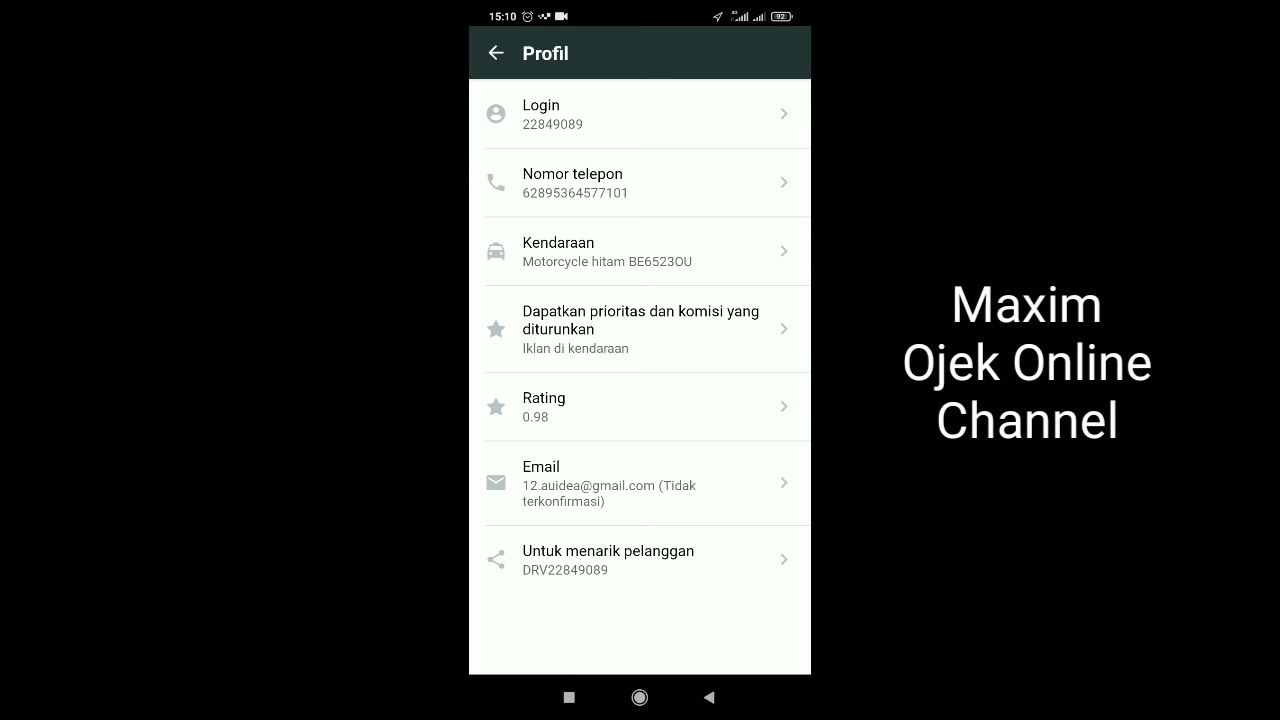 15:10
4G
92
Profil
Login
22849089
Nomor telepon
62895364577101
Kendaraan
Motorcycle hitam BE6523OU
Dapatkan prioritas dan komisi yang
diturunkan
Iklan di kendaraan
Rating
0.98
Email
12.auidea@gmail.com (Tidak
terkonfirmasi)
Untuk menarik pelanggan
DRV22849089
Maxim
Ojek Online
Channel